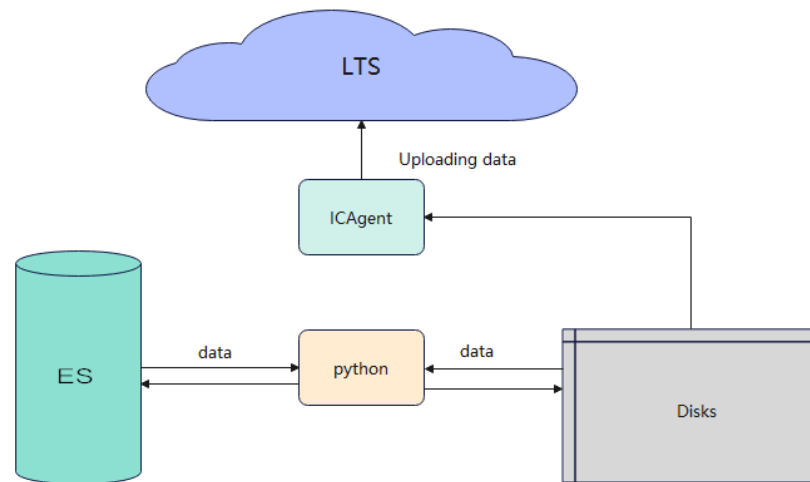 LTS
Uploading data
ICAgent
data
data
ES
python
Disks